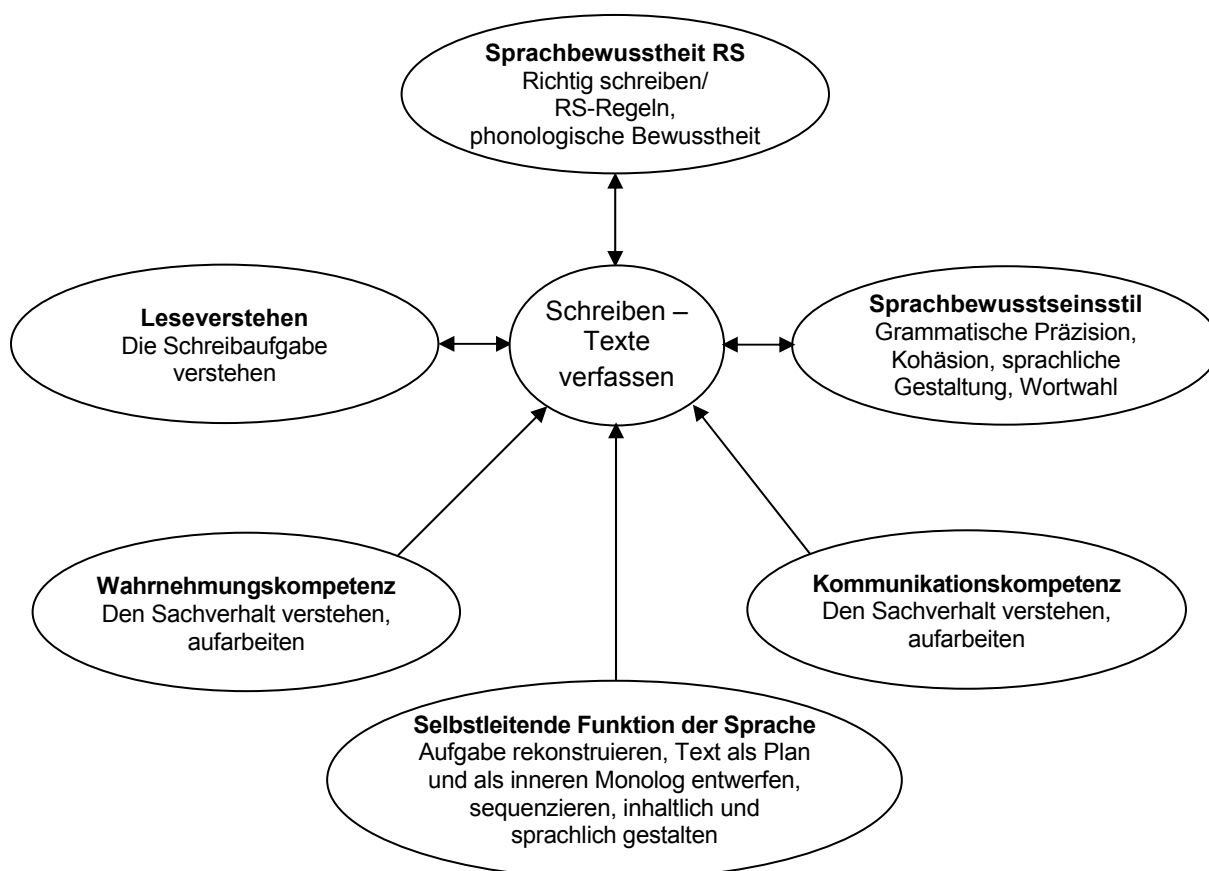 Sprachbewusstheit RS
Richtig schreiben/
RS-Regeln,
phonologische Bewusstheit
Leseverstehen
Die Schreibaufgabe
verstehen
Schreiben –
Texte
verfassen
Sprachbewusstseinsstil
Grammatische Präzision,
Kohäsion, sprachliche
Gestaltung, Wortwahl
Wahrnehmungskompetenz
Den Sachverhalt verstehen,
aufarbeiten
Kommunikationskompetenz
Den Sachverhalt verstehen,
aufarbeiten
Selbstleitende Funktion der Sprache
Aufgabe rekonstruieren, Text als Plan
und als inneren Monolog entwerfen,
sequenzieren, inhaltlich und
sprachlich gestalten